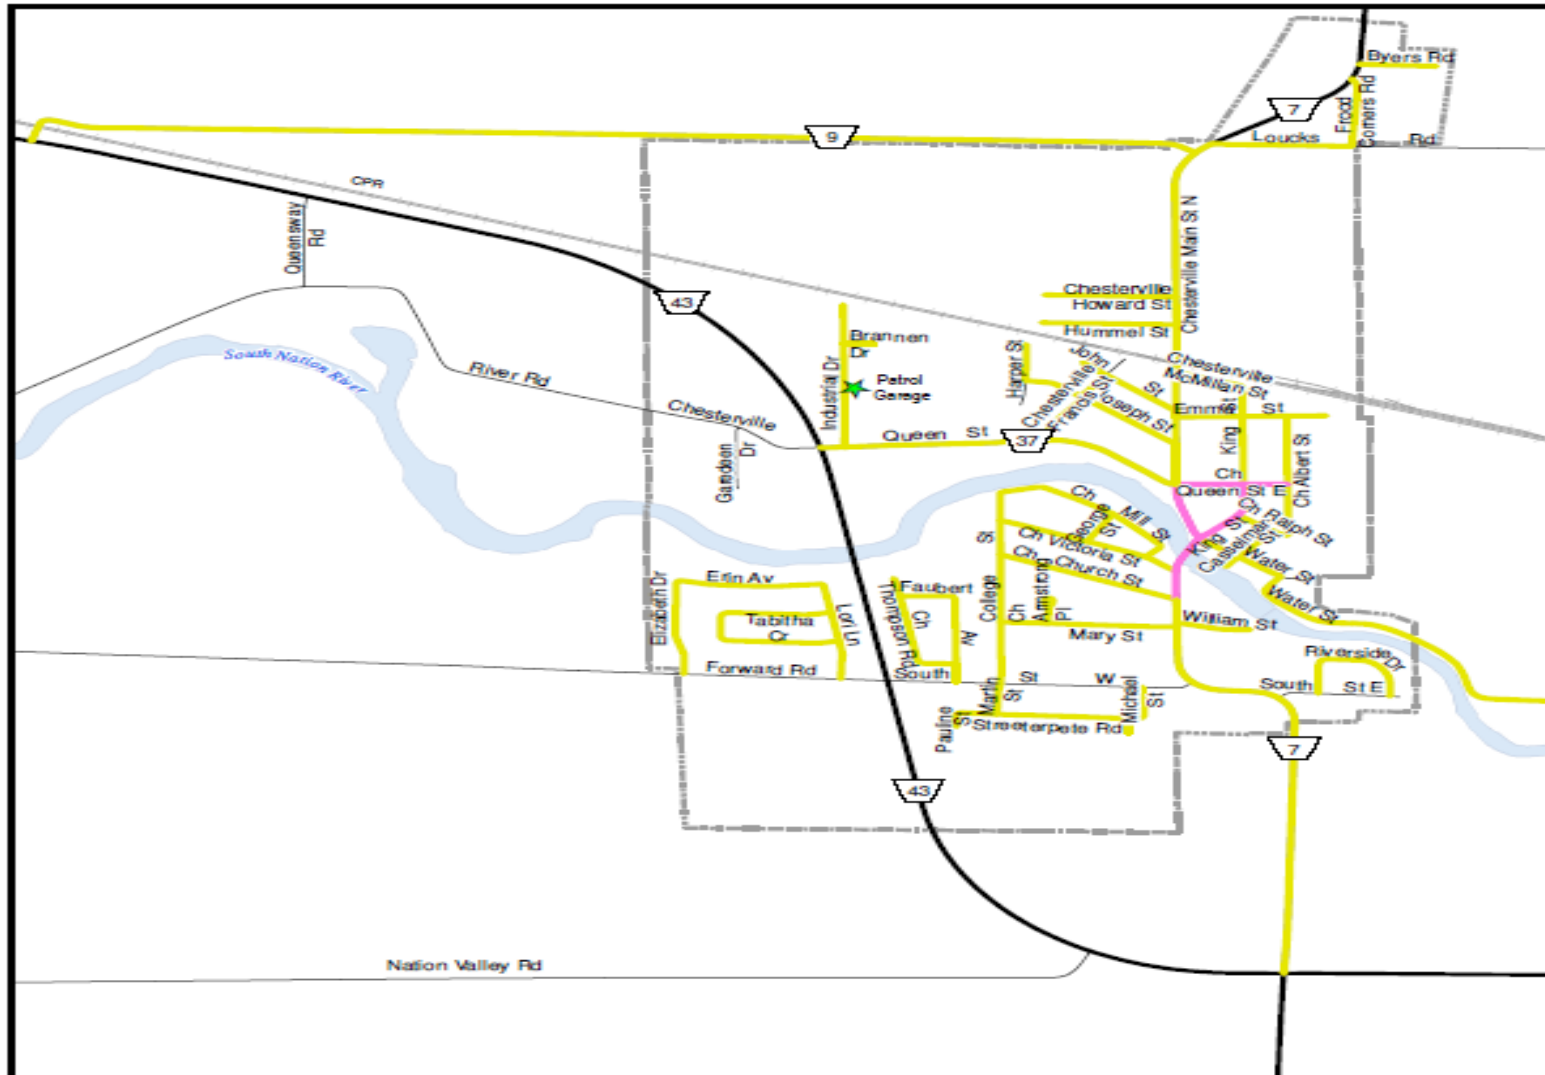 Byers Rd
7
Frood
Corners Rd
Loucks
Rd
9
CPR
Queensway
Rd
Chesterville Main St N
43
Chesterville
Howard St
Hummel St
Brannen
Dr
Industrial Dr
Patrol
Garage
Harper St
John
St
Chesterville
Francis St
Joseph St
Chesterville
McMillan St
Emma
St
King St
Ch Albert St
South Nation River
River Rd
Chesterville
Queen St
37
Ch
Queen St E
Garedeen
Dr
Ch
Mill St
George
St
Ch Victoria St
Ch Church St
King St
Casselman
St
Ch Ralph St
Water St
Water St
College
St
Ch
Armstrong
Pl
Mary St
William St
Elizabeth Dr
Erin Av
Lori Ln
Tabitha
Cr
Forward Rd
Thompson Rd
Faubert
Ch
Av
South
St
W
Martin
St
Michael
St
Pauline
St
Streeterpete Rd
Riverside
Dr
South
St E
7
43
Nation Valley Rd